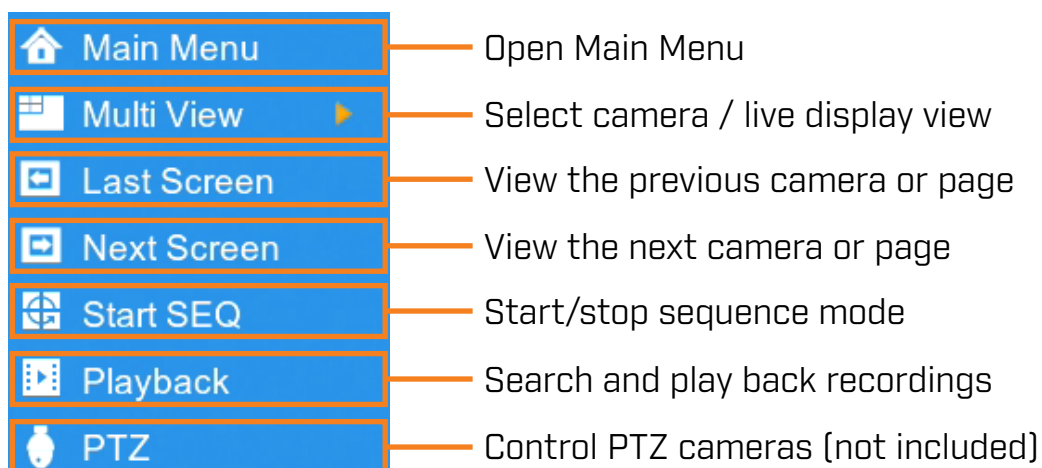 Main Menu Open Main Menu
Multi View Select camera / live display view
Last Screen View the previous camera or page
Next Screen View the next camera or page
Start SEQ Start/stop sequence mode
Playback Search and play back recordings
PTZ Control PTZ cameras (not included)